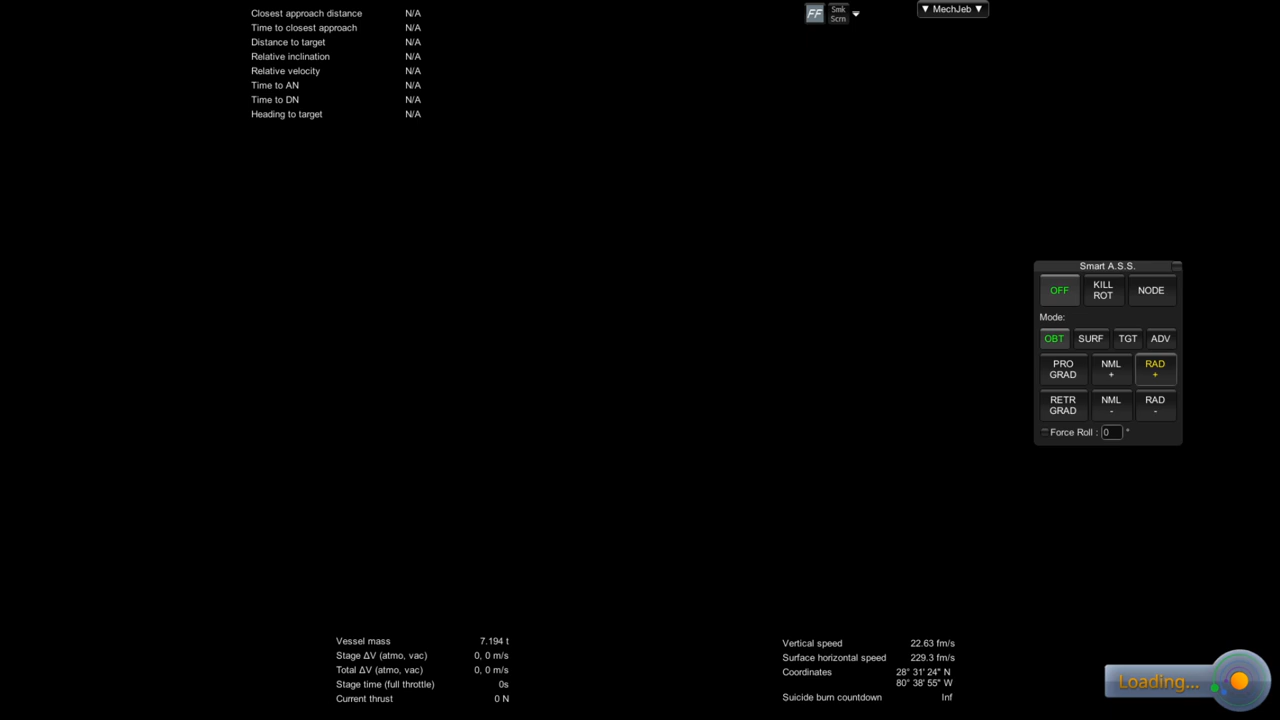 Closest approach distance N/A
Time to closest approach N/A
Distance to target N/A
Relative inclination N/A
Relative velocity N/A
Time to AN N/A
Time to DN N/A
Heading to target N/A
FF
Smk
Scrn
▼ MechJeb ▼
Smart A.S.S.
OFF
KILL
ROT
NODE
Mode:
OBT SURF TGT ADV
PRO
GRAD
NML
+
RAD
+
RETR
GRAD
NML
-
RAD
-
Force Roll : 0 °
Vessel mass 7.194 t
Stage ΔV (atmo, vac) 0, 0 m/s
Total ΔV (atmo, vac) 0, 0 m/s
Stage time (full throttle) 0s
Current thrust 0 N
Vertical speed 22.63 fm/s
Surface horizontal speed 229.3 fm/s
Coordinates 28° 31' 24" N
80° 38' 55" W
Suicide burn countdown Inf
Loading...